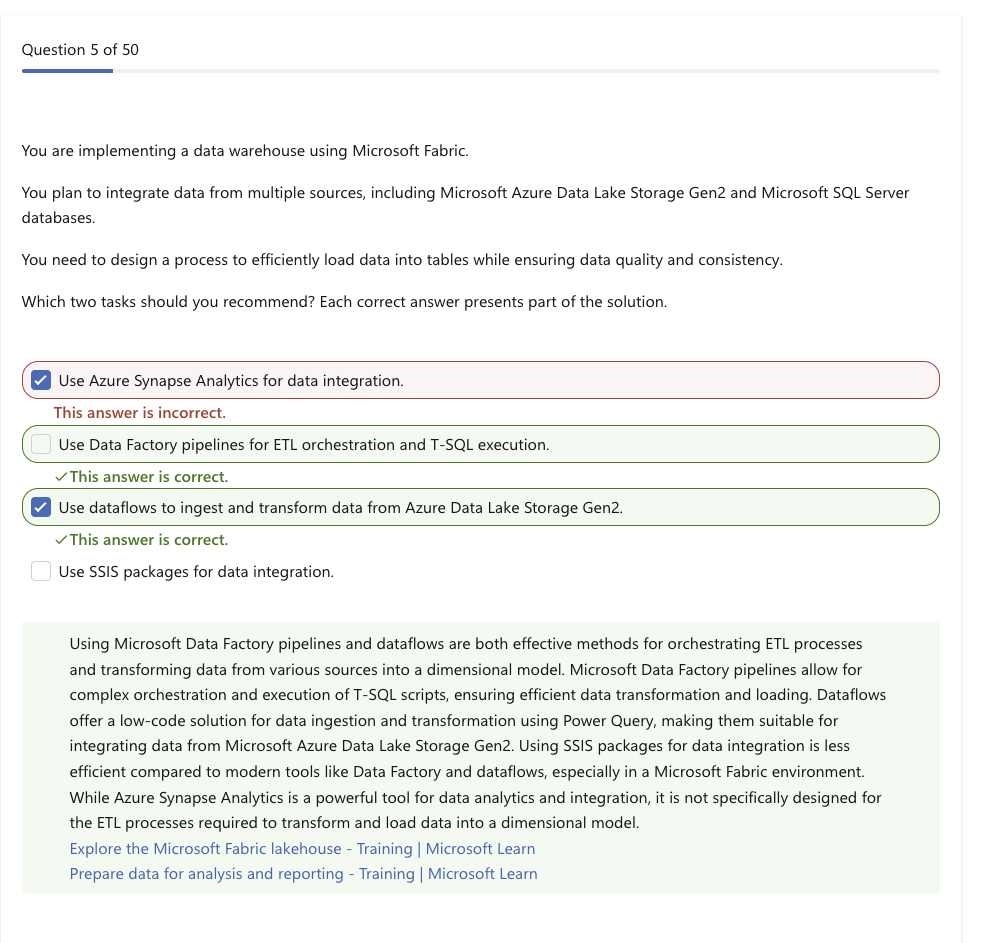 Question 5 of 50
You are implementing a data warehouse using Microsoft Fabric.
You plan to integrate data from multiple sources, including Microsoft Azure Data Lake Storage Gen2 and Microsoft SQL Server
databases.
You need to design a process to efficiently load data into tables while ensuring data quality and consistency.
Which two tasks should you recommend? Each correct answer presents part of the solution.
Use Azure Synapse Analytics for data integration.
This answer is incorrect.
Use Data Factory pipelines for ETL orchestration and T-SQL execution.
✓This answer is correct.
Use dataflows to ingest and transform data from Azure Data Lake Storage Gen2.
✓This answer is correct.
Use SSIS packages for data integration.
Using Microsoft Data Factory pipelines and dataflows are both effective methods for orchestrating ETL processes
and transforming data from various sources into a dimensional model. Microsoft Data Factory pipelines allow for
complex orchestration and execution of T-SQL scripts, ensuring efficient data transformation and loading. Dataflows
offer a low-code solution for data ingestion and transformation using Power Query, making them suitable for
integrating data from Microsoft Azure Data Lake Storage Gen2. Using SSIS packages for data integration is less
efficient compared to modern tools like Data Factory and dataflows, especially in a Microsoft Fabric environment.
While Azure Synapse Analytics is a powerful tool for data analytics and integration, it is not specifically designed for
the ETL processes required to transform and load data into a dimensional model.
Explore the Microsoft Fabric lakehouse - Training | Microsoft Learn
Prepare data for analysis and reporting - Training | Microsoft Learn